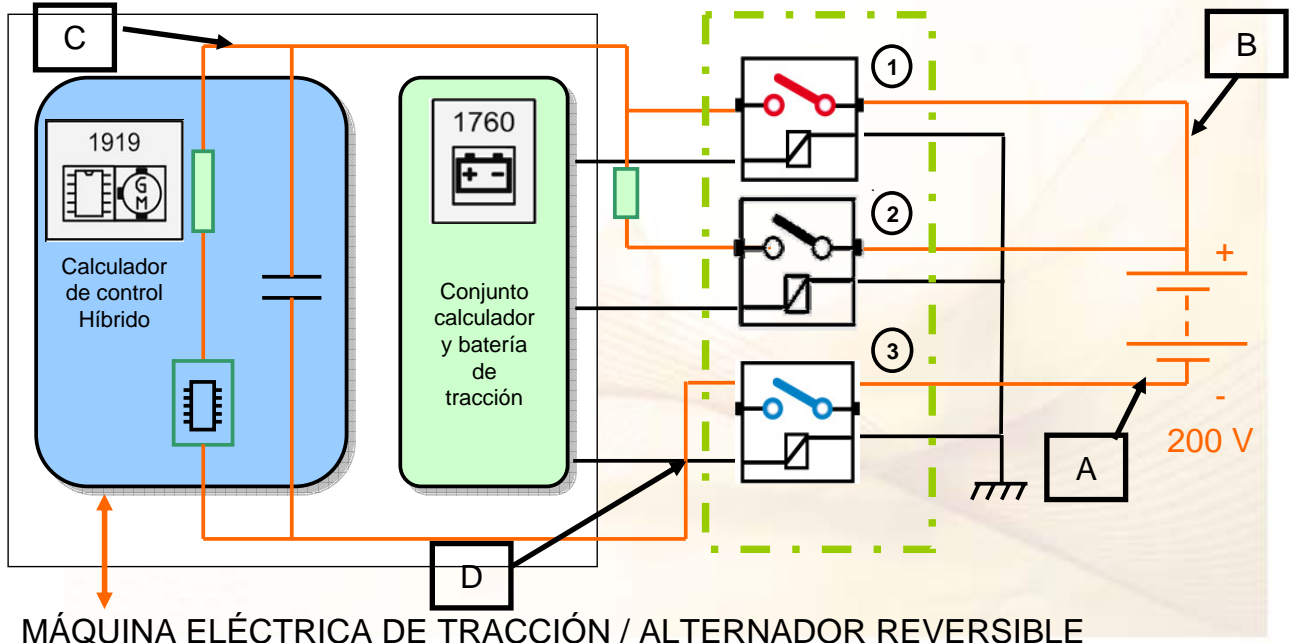 C
B
1
1919
G
M
Calculador
de control
Híbrido
1760
+ -
Conjunto
calculador
y batería
de
tracción
2
+
3
-
200 V
A
D
MÁQUINA ELÉCTRICA DE TRACCIÓN / ALTERNADOR REVERSIBLE